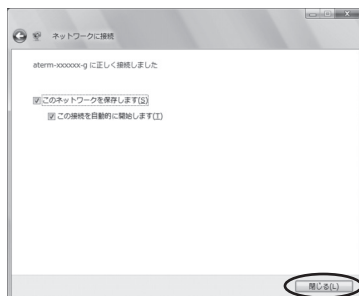 ネットワークに接続
aterm-xxxxxx-g に正しく接続しました
このネットワークを保存します(S)
この接続を自動的に開始します(T)
閉じる(L)